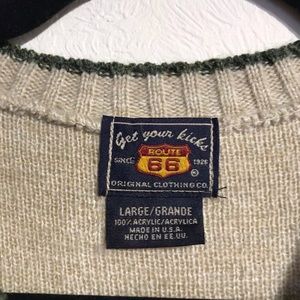 Get your kicks
ROUTE
SINCE 66 1926
®
ORIGINAL CLOTHING CO.
LARGE/GRANDE
100% ACRYLIC/ACRYLICA
MADE IN U.S.A.
HECHO EN EE.UU.